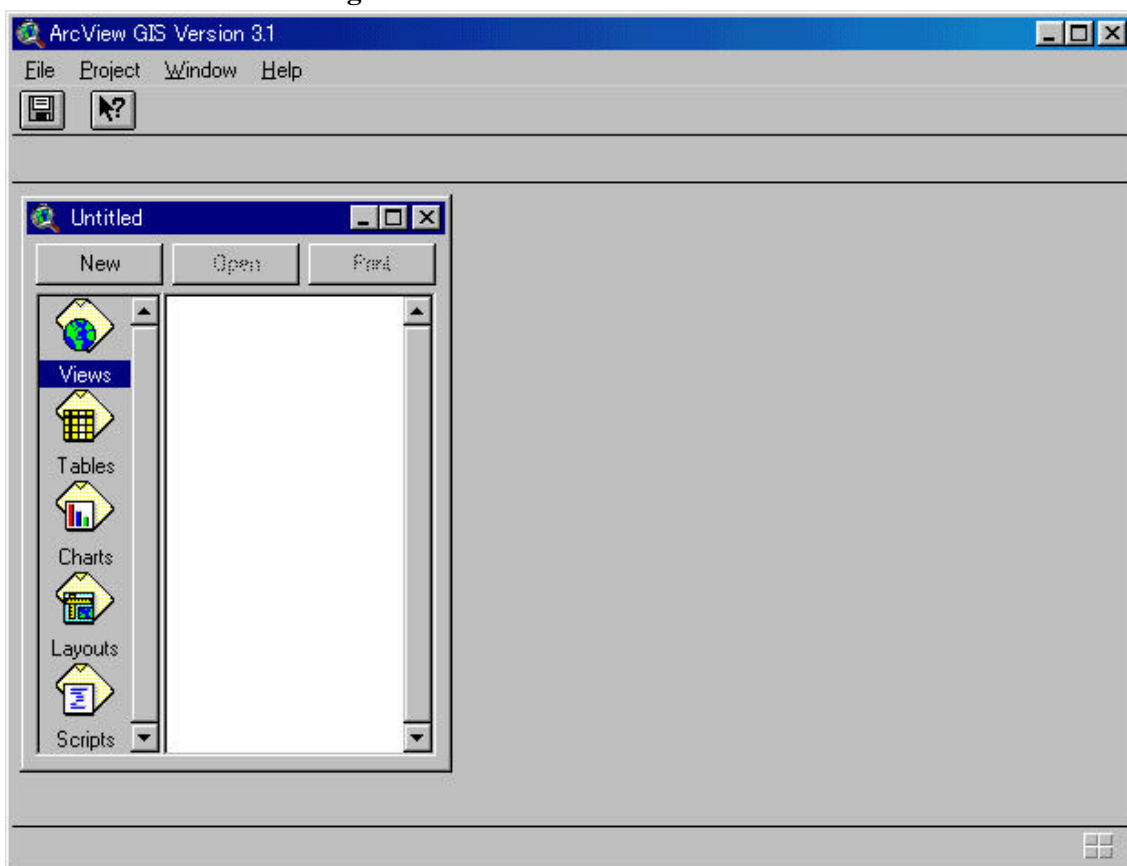 ArcView GIS Version 3.1
File Project Window Help
Untitled
New Open Print
Views
Tables
Charts
Layouts
Scripts